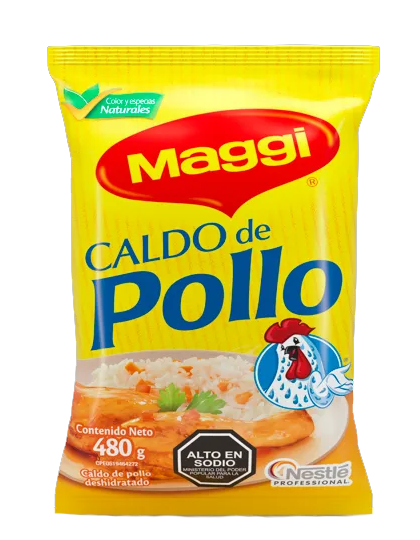 Color y especias
Naturales
Maggi
®
CALDO de
Pollo
®
Contenido Neto
480 g
ALTO EN
SODIO
MINISTERIO DEL PODER
POPULAR PARA LA
SALUD
Caldo de pollo
deshidratado
Nestlé
PROFESSIONAL